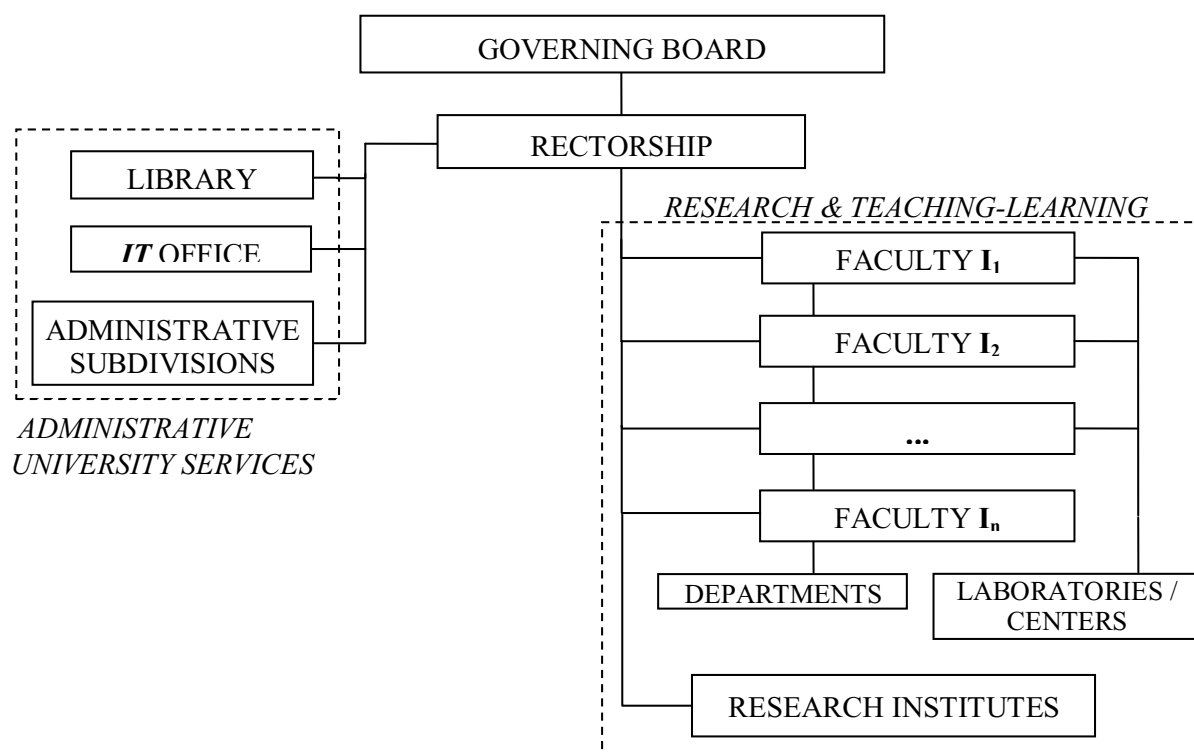 GOVERNING BOARD
RECTORSHIP
LIBRARY
IT OFFICE
ADMINISTRATIVE
SUBDIVISIONS
ADMINISTRATIVE
UNIVERSITY SERVICES
RESEARCH & TEACHING-LEARNING
FACULTY I₁
FACULTY I₂
...
FACULTY Iₙ
DEPARTMENTS
LABORATORIES /
CENTERS
RESEARCH INSTITUTES